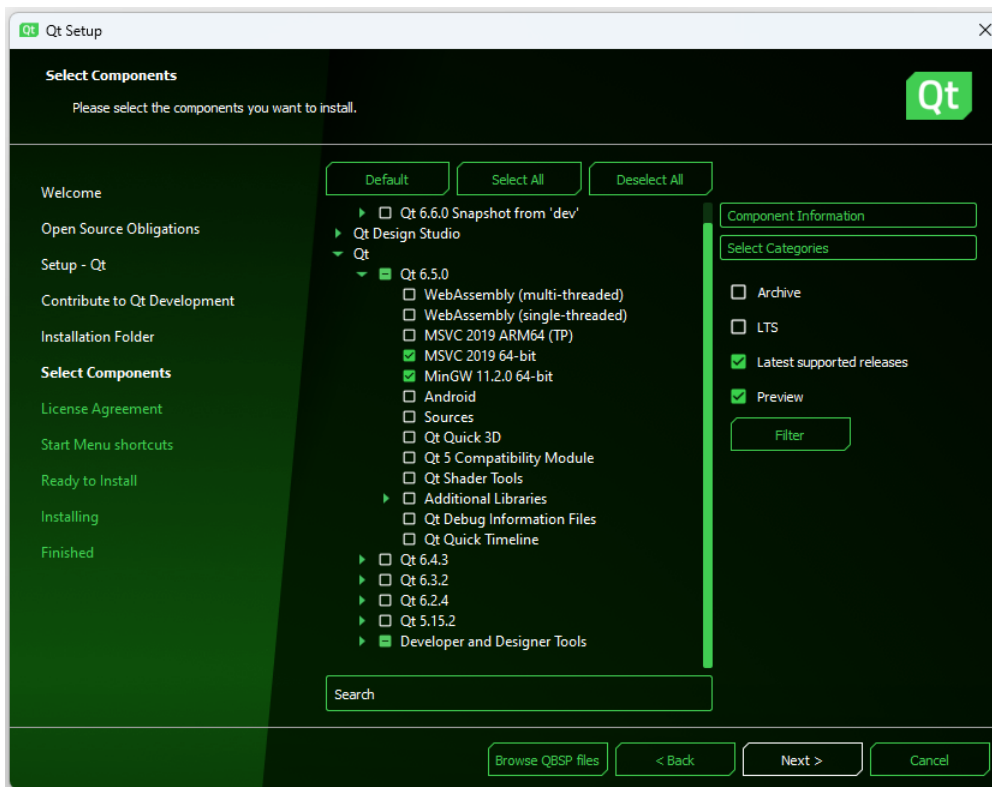 Qt Qt Setup
Select Components
Please select the components you want to install.
Qt
Welcome
Open Source Obligations
Setup - Qt
Contribute to Qt Development
Installation Folder
Select Components
License Agreement
Start Menu shortcuts
Ready to Install
Installing
Finished
Default Select All Deselect All
Qt 6.6.0 Snapshot from 'dev'
Qt Design Studio
Qt
Qt 6.5.0
WebAssembly (multi-threaded)
WebAssembly (single-threaded)
MSVC 2019 ARM64 (TP)
MSVC 2019 64-bit
MinGW 11.2.0 64-bit
Android
Sources
Qt Quick 3D
Qt 5 Compatibility Module
Qt Shader Tools
Additional Libraries
Qt Debug Information Files
Qt Quick Timeline
Qt 6.4.3
Qt 6.3.2
Qt 6.2.4
Qt 5.15.2
Developer and Designer Tools
Search
Component Information
Select Categories
Archive
LTS
Latest supported releases
Preview
Filter
Browse QBSP files < Back Next > Cancel